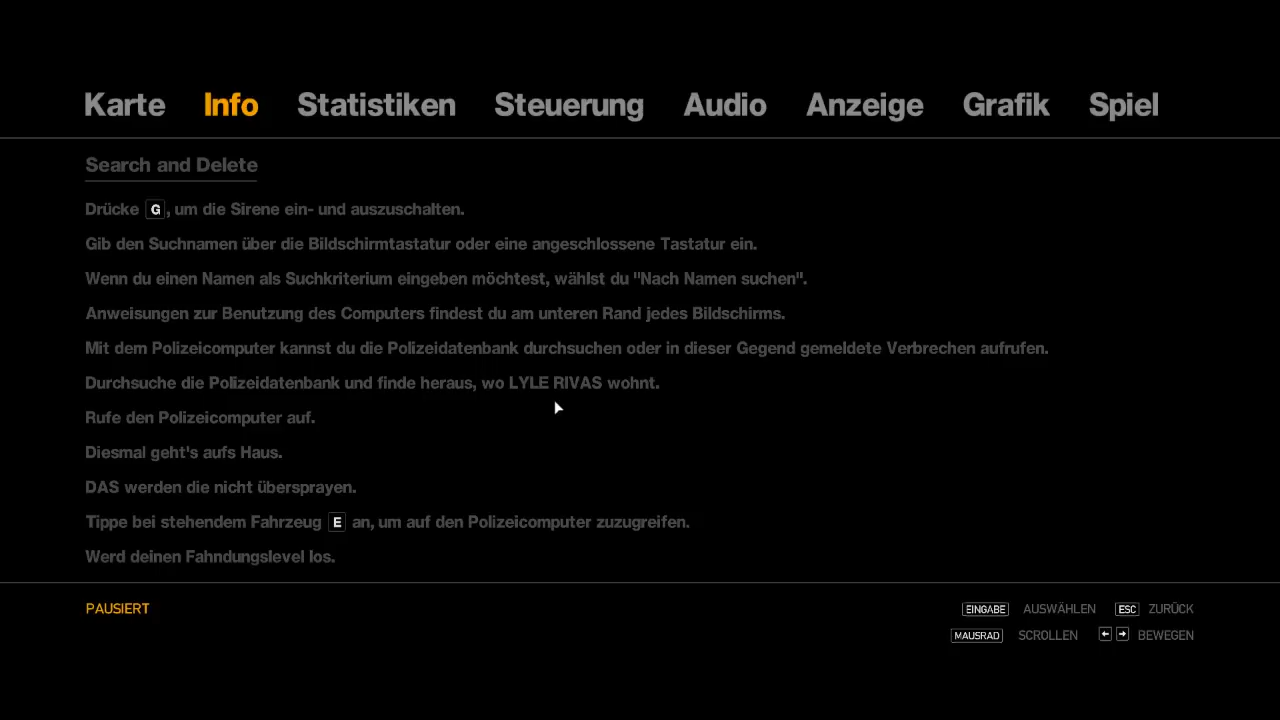 Karte Info Statistiken Steuerung Audio Anzeige Grafik Spiel
Search and Delete
Drücke G, um die Sirene ein- und auszuschalten.
Gib den Suchnamen über die Bildschirmtastatur oder eine angeschlossene Tastatur ein.
Wenn du einen Namen als Suchkriterium eingeben möchtest, wählst du "Nach Namen suchen".
Anweisungen zur Benutzung des Computers findest du am unteren Rand jedes Bildschirms.
Mit dem Polizeicomputer kannst du die Polizeidatenbank durchsuchen oder in dieser Gegend gemeldete Verbrechen aufrufen.
Durchsuche die Polizeidatenbank und finde heraus, wo LYLE RIVAS wohnt.
Rufe den Polizeicomputer auf.
Diesmal geht's aufs Haus.
DAS werden die nicht übersprayen.
Tippe bei stehendem Fahrzeug E an, um auf den Polizeicomputer zuzugreifen.
Werd deinen Fahndungslevel los.
PAUSIERT
EINGABE AUSWÄHLEN ESC ZURÜCK
MAUSRAD SCROLLEN ← → BEWEGEN